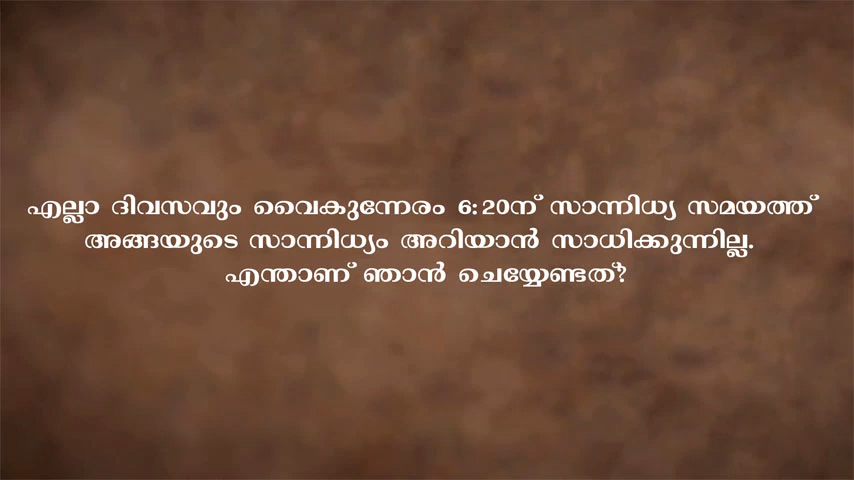 എല്ലാ ദിവസവും വൈകുന്നേരം 6:20ന് സാന്നിധ്യ സമയത്ത്
അങ്ങയുടെ സാന്നിധ്യം അറിയാൻ സാധിക്കുന്നില്ല.
എന്താണ് ഞാൻ ചെയ്യേണ്ടത്?